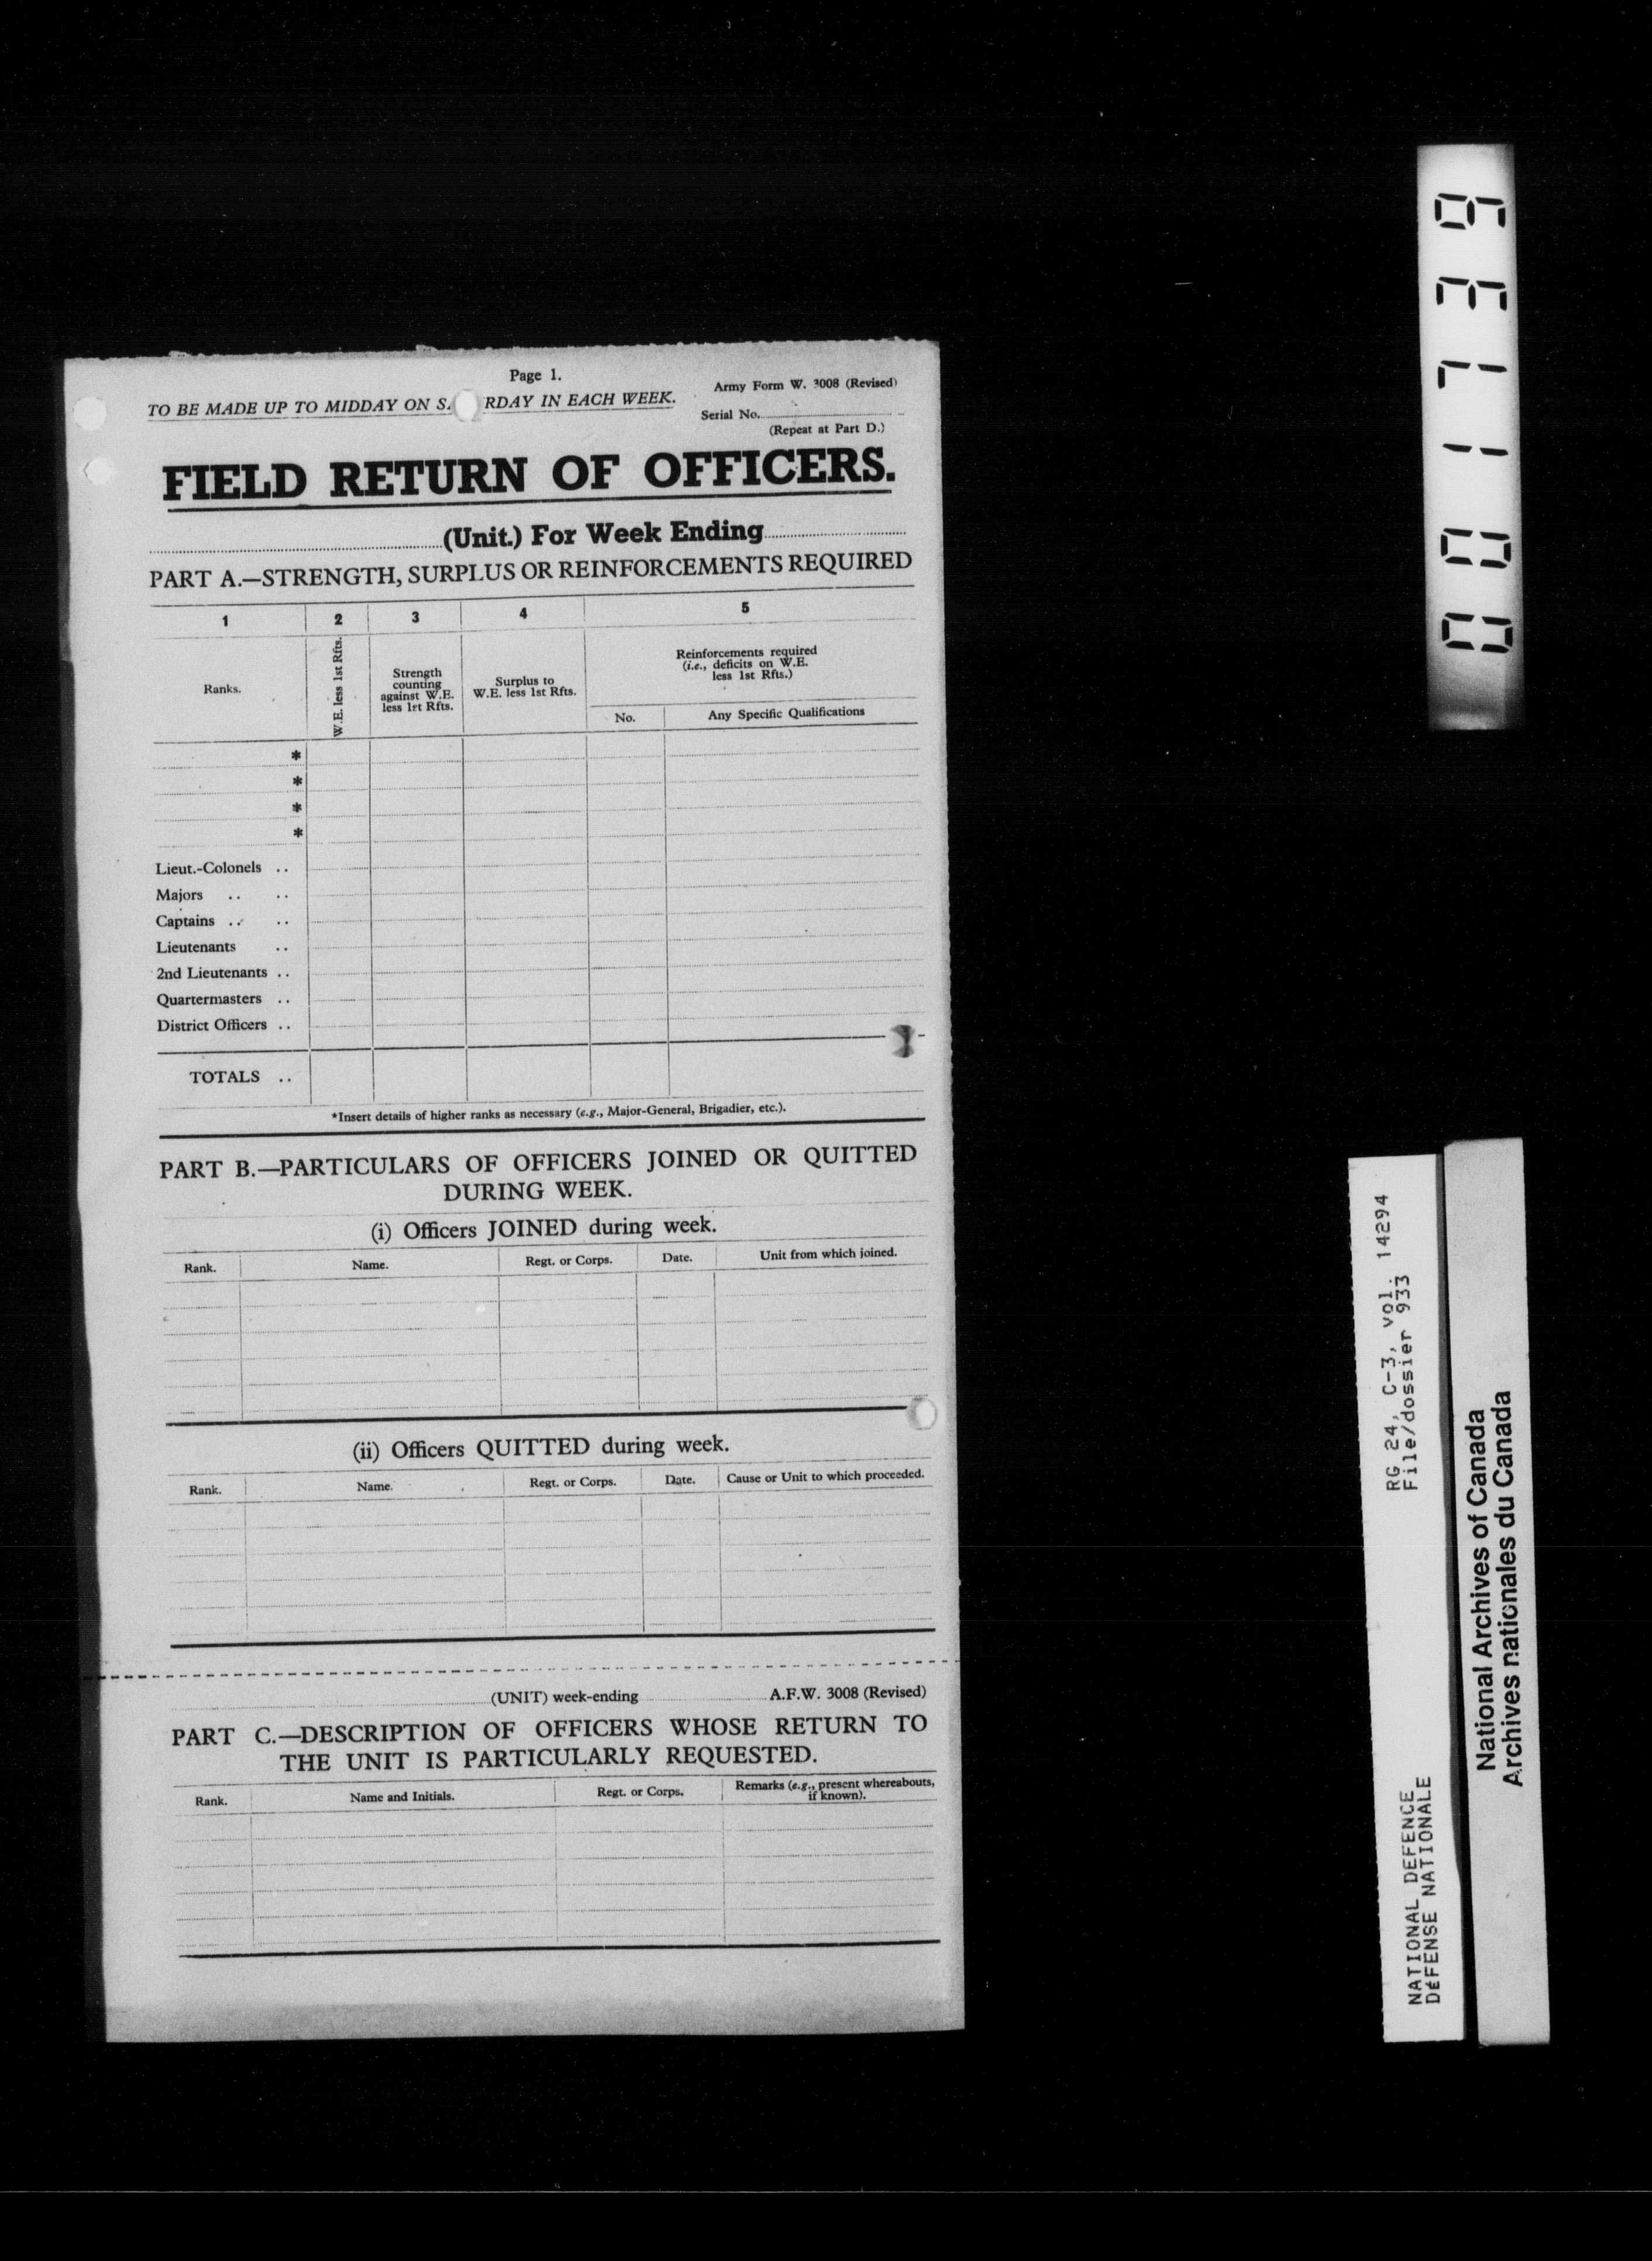 Page 1.
TO BE MADE UP TO MIDDAY ON SA RDAY IN EACH WEEK.
Army Form W. 3008 (Revised)
Serial No.
(Repeat at Part D.)
FIELD RETURN OF OFFICERS.
(Unit.) For Week Ending
PART A.—STRENGTH, SURPLUS OR REINFORCEMENTS REQUIRED
1 2 3 4 5
Ranks.
W.E. less 1st Rfts.
Strength
counting
against W.E.
less 1st Rfts.
Surplus to
W.E. less 1st Rfts.
Reinforcements required
(i.e., deficits on W.E.
less 1st Rfts.)
No. Any Specific Qualifications
*
*
*
*
Lieut.-Colonels ..
Majors .. ..
Captains .. ..
Lieutenants ..
2nd Lieutenants ..
Quartermasters ..
District Officers ..
TOTALS ..
*Insert details of higher ranks as necessary (e.g., Major-General, Brigadier, etc.).
PART B.—PARTICULARS OF OFFICERS JOINED OR QUITTED
DURING WEEK.
(i) Officers JOINED during week.
Rank. Name. Regt. or Corps. Date. Unit from which joined.
(ii) Officers QUITTED during week.
Rank. Name. Regt. or Corps. Date. Cause or Unit to which proceeded.
(UNIT) week-ending A.F.W. 3008 (Revised)
PART C.—DESCRIPTION OF OFFICERS WHOSE RETURN TO
THE UNIT IS PARTICULARLY REQUESTED.
Rank. Name and Initials. Regt. or Corps. Remarks (e.g., present whereabouts,
if known).
001739
RG 24, C-3, vol. 14294
File/dossier 933
NATIONAL DEFENCE
DÉFENSE NATIONALE
National Archives of Canada
Archives nationales du Canada